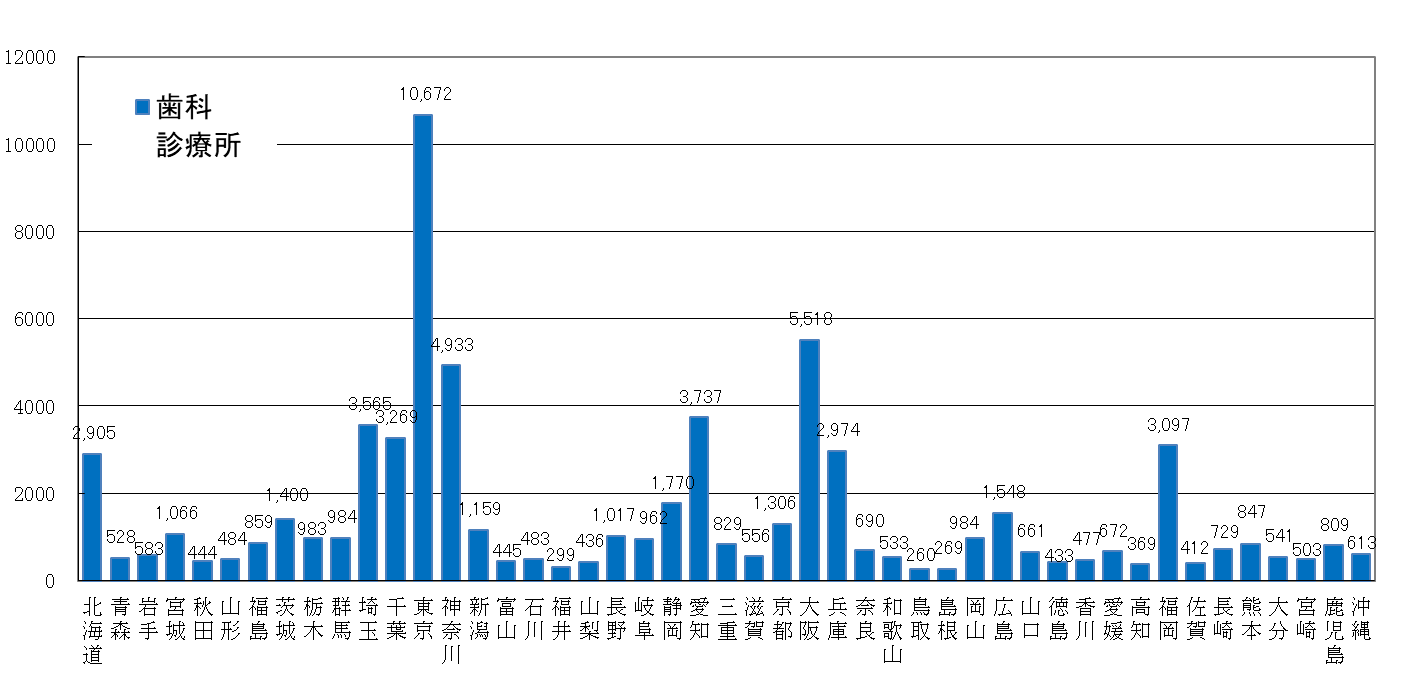 歯科
診療所
12000
10000
8000
6000
4000
2000
0
2,905
528
583
1,066
444
484
859
1,400
983
984
3,565
3,269
10,672
4,933
1,159
445
483
299
436
1,017
962
1,770
3,737
829
556
1,306
5,518
2,974
690
533
260
269
984
1,548
661
433
477
672
369
3,097
412
729
847
541
503
809
613
北海道
青森
岩手
宮城
秋田
山形
福島
茨城
栃木
群馬
埼玉
千葉
東京
神奈川
新潟
富山
石川
福井
山梨
長野
岐阜
静岡
愛知
三重
滋賀
京都
大阪
兵庫
奈良
和歌山
鳥取
島根
岡山
広島
山口
徳島
香川
愛媛
高知
福岡
佐賀
長崎
熊本
大分
宮崎
鹿児島
沖縄